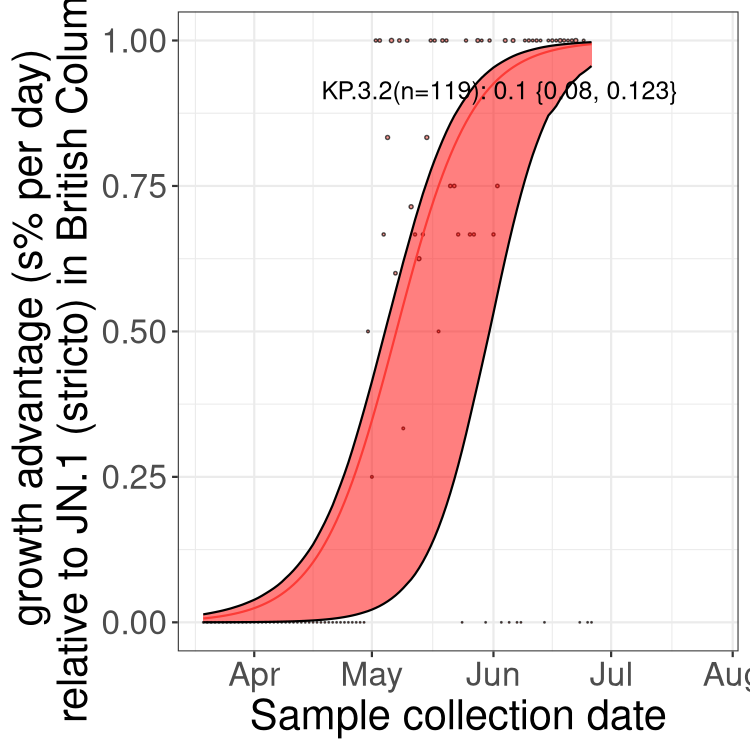 growth advantage (s% per day)
relative to JN.1 (stricto) in British Colum
1.00
0.75
0.50
0.25
0.00
KP.3.2(n=119): 0.1 {0.08, 0.123}
Apr May Jun Jul Aug
Sample collection date